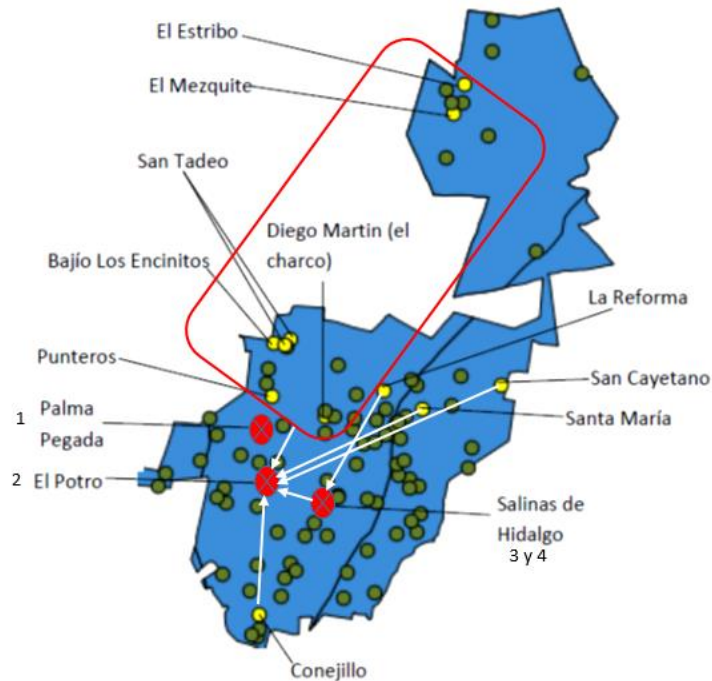 El Estribo
El Mezquite
San Tadeo
Diego Martin (el
charco)
Bajío Los Encinitos
La Reforma
Punteros
San Cayetano
1 Palma
Pegada
Santa María
2 El Potro
Salinas de
Hidalgo
3 y 4
Conejillo